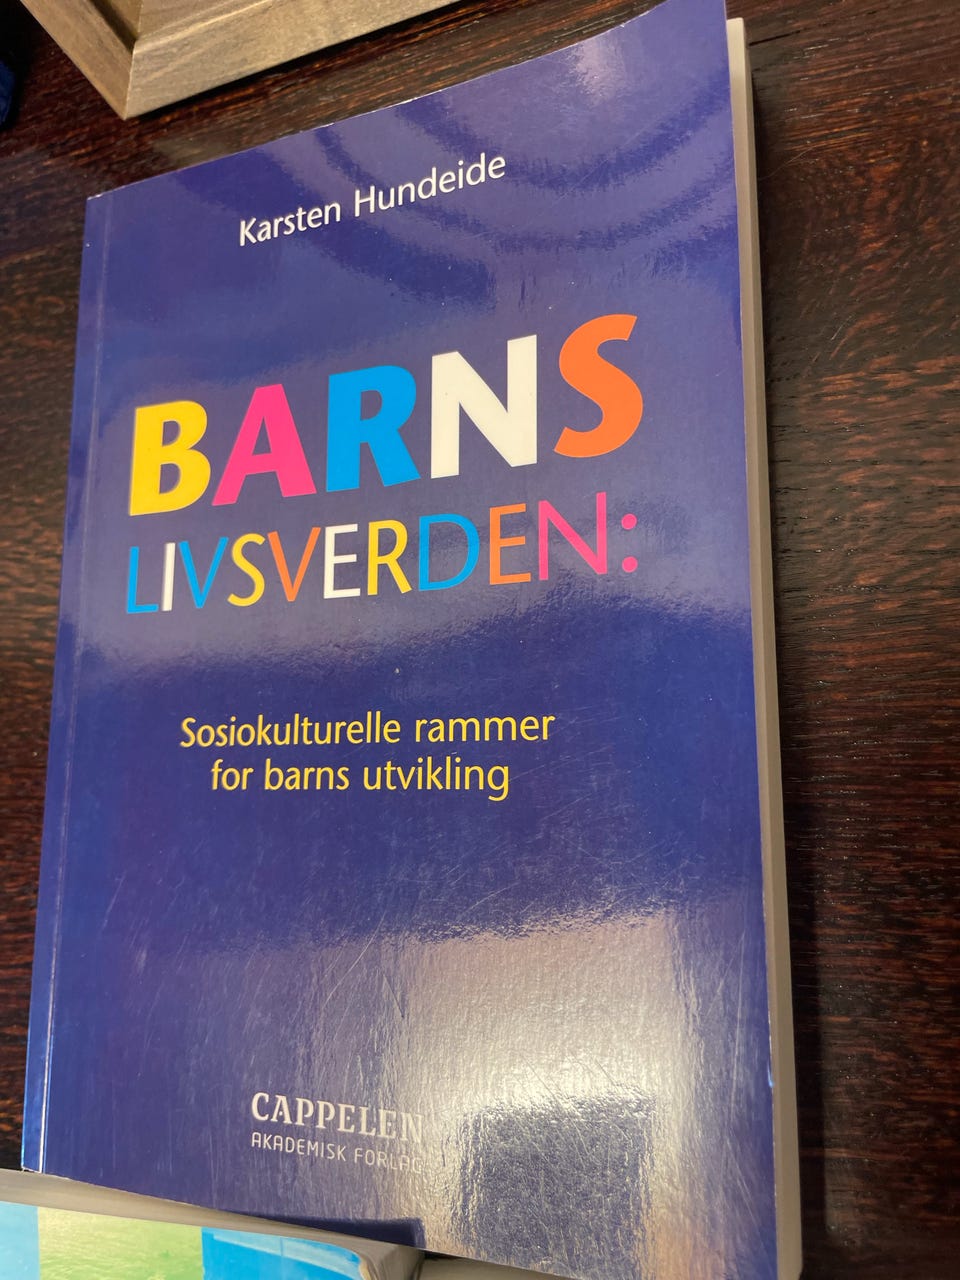 Karsten Hundeide
BARNS
LIVSVERDEN:
Sosiokulturelle rammer
for barns utvikling
CAPPELEN
AKADEMISK FORLAG